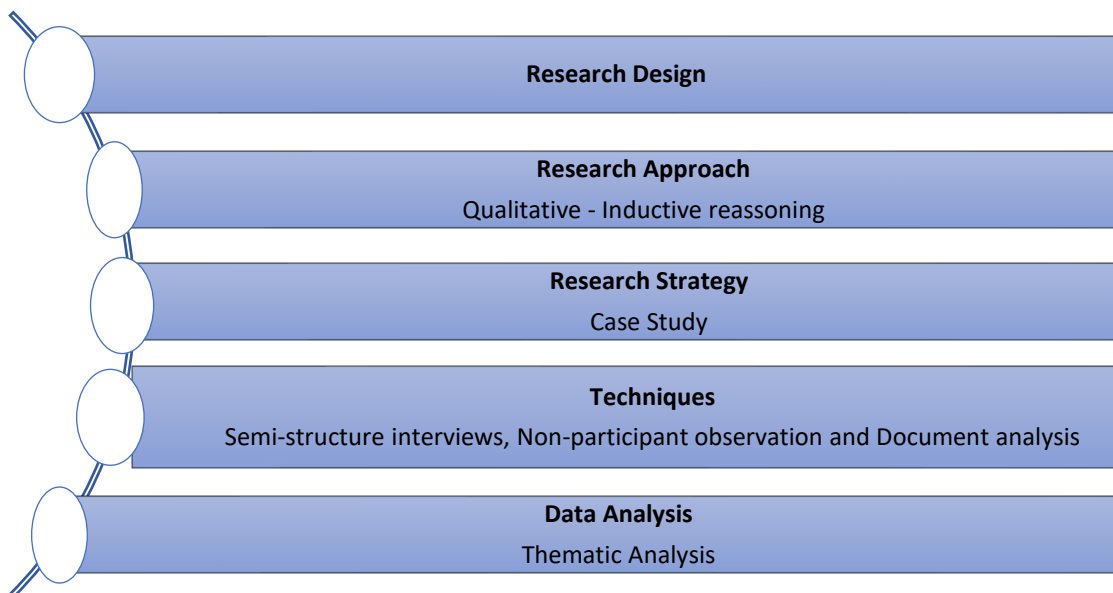 Research Design
Research Approach
Qualitative - Inductive reassoning
Research Strategy
Case Study
Techniques
Semi-structure interviews, Non-participant observation and Document analysis
Data Analysis
Thematic Analysis